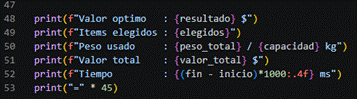 47
48 print(f"Valor optimo   : {resultado} $")
49 print(f"Items elegidos : {elegidos}")
50 print(f"Peso usado     : {peso_total} / {capacidad} kg")
51 print(f"Valor total    : {valor_total} $")
52 print(f"Tiempo         : {(fin - inicio)*1000:.4f} ms")
53 print("=" * 45)